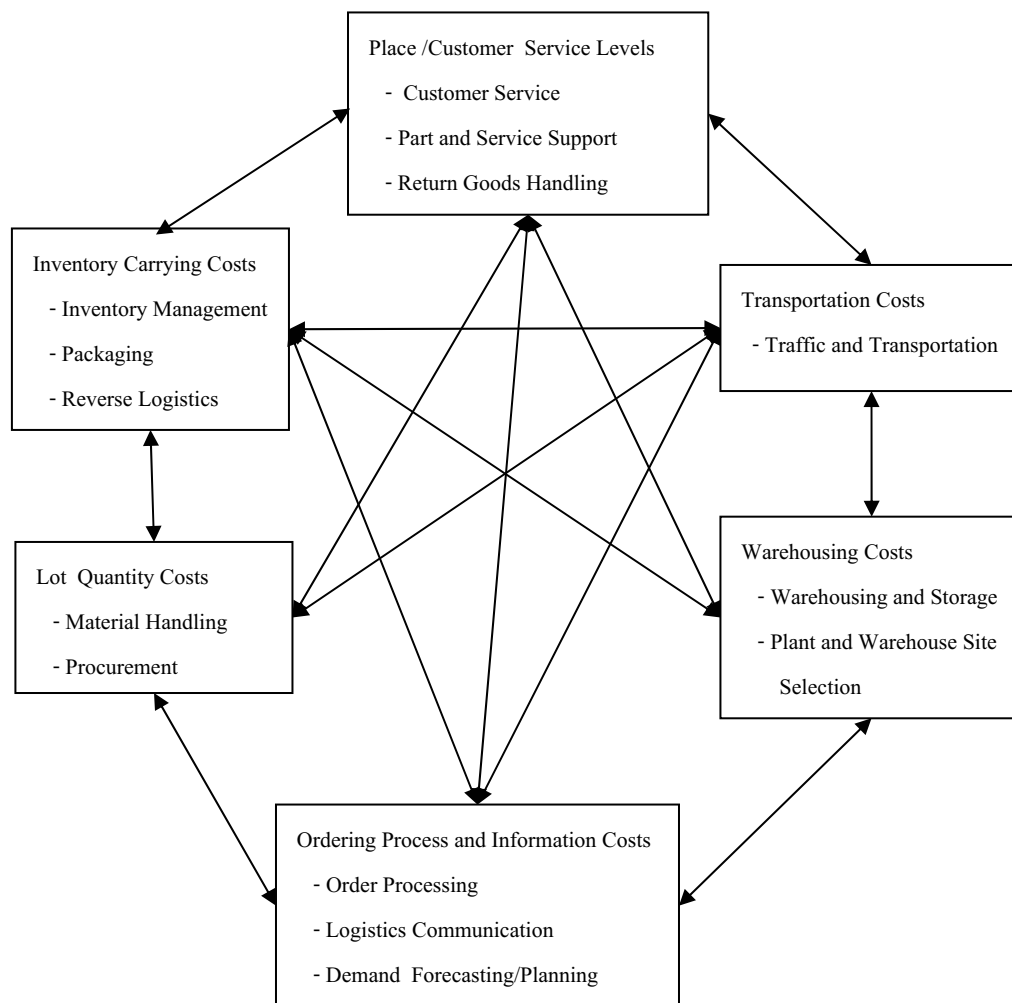 Place /Customer Service Levels
- Customer Service
- Part and Service Support
- Return Goods Handling
Inventory Carrying Costs
- Inventory Management
- Packaging
- Reverse Logistics
Transportation Costs
- Traffic and Transportation
Lot Quantity Costs
- Material Handling
- Procurement
Warehousing Costs
- Warehousing and Storage
- Plant and Warehouse Site
Selection
Ordering Process and Information Costs
- Order Processing
- Logistics Communication
- Demand Forecasting/Planning